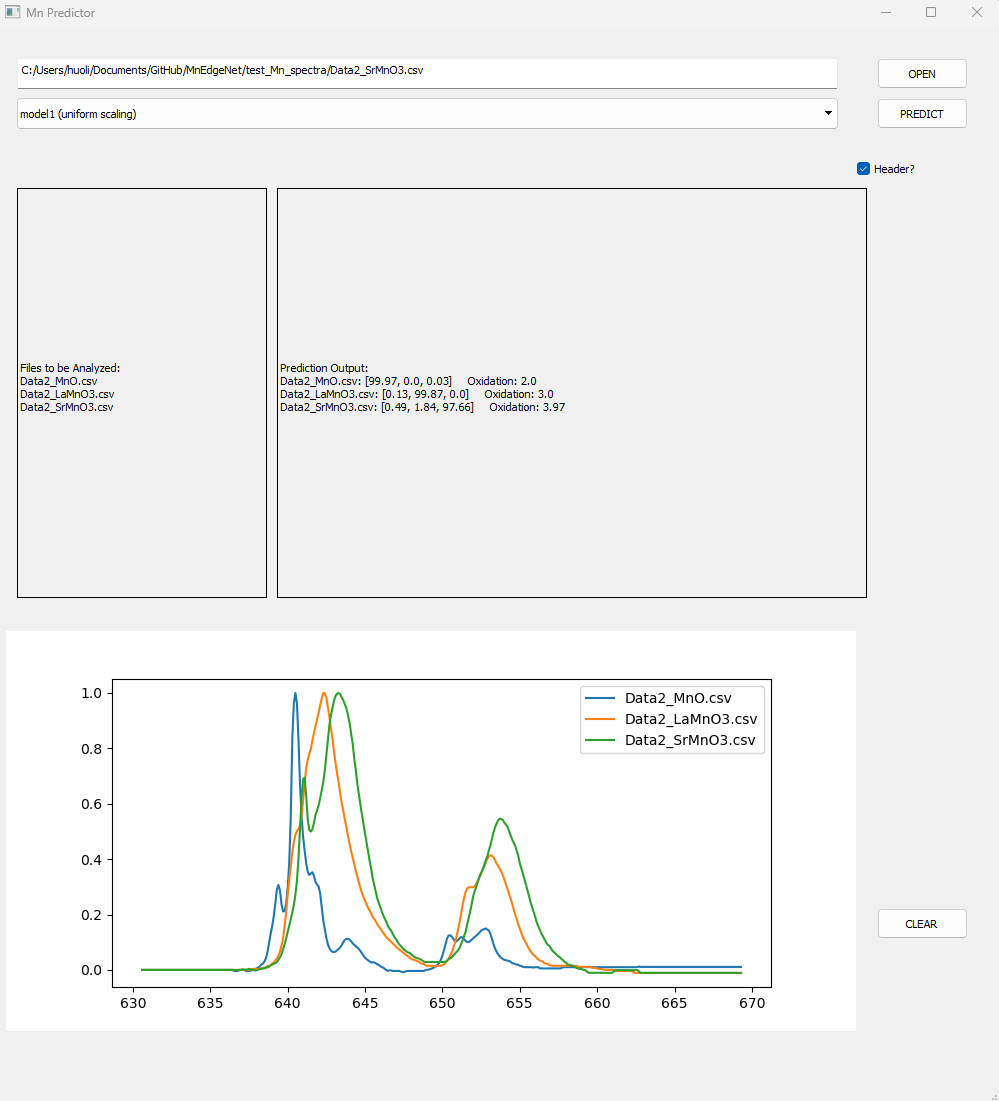 Mn Predictor
C:/Users/huoli/Documents/GitHub/MnEdgeNet/test_Mn_spectra/Data2_SrMnO3.csv
OPEN
model1 (uniform scaling)
PREDICT
Header?
Files to be Analyzed:
Data2_MnO.csv
Data2_LaMnO3.csv
Data2_SrMnO3.csv
Prediction Output:
Data2_MnO.csv: [99.97, 0.0, 0.03] Oxidation: 2.0
Data2_LaMnO3.csv: [0.13, 99.87, 0.0] Oxidation: 3.0
Data2_SrMnO3.csv: [0.49, 1.84, 97.66] Oxidation: 3.97
Data2_MnO.csv
Data2_LaMnO3.csv
Data2_SrMnO3.csv
1.0
0.8
0.6
0.4
0.2
0.0
630 635 640 645 650 655 660 665 670
CLEAR